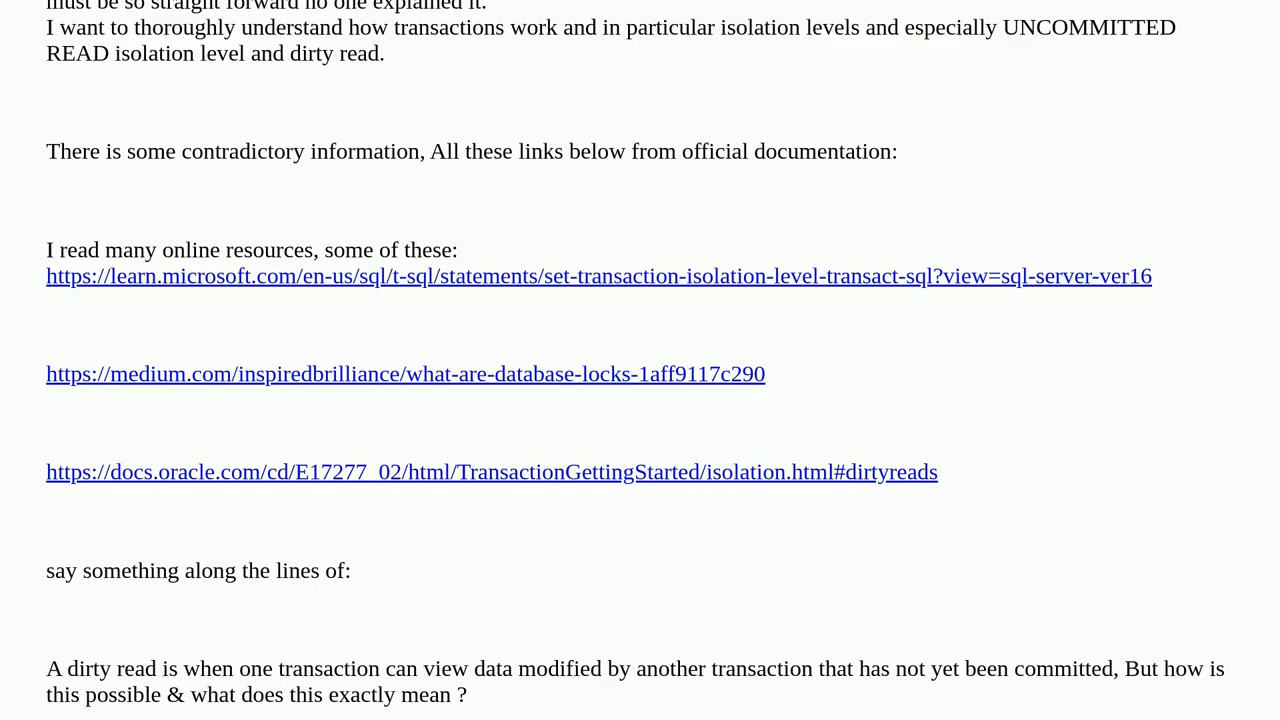 must be so straight forward no one explained it.
I want to thoroughly understand how transactions work and in particular isolation levels and especially UNCOMMITTED
READ isolation level and dirty read.
There is some contradictory information, All these links below from official documentation:
I read many online resources, some of these:
https://learn.microsoft.com/en-us/sql/t-sql/statements/set-transaction-isolation-level-transact-sql?view=sql-server-ver16
https://medium.com/inspiredbrilliance/what-are-database-locks-1aff9117c290
https://docs.oracle.com/cd/E17277_02/html/TransactionGettingStarted/isolation.html#dirtyreads
say something along the lines of:
A dirty read is when one transaction can view data modified by another transaction that has not yet been committed, But how is
this possible & what does this exactly mean ?